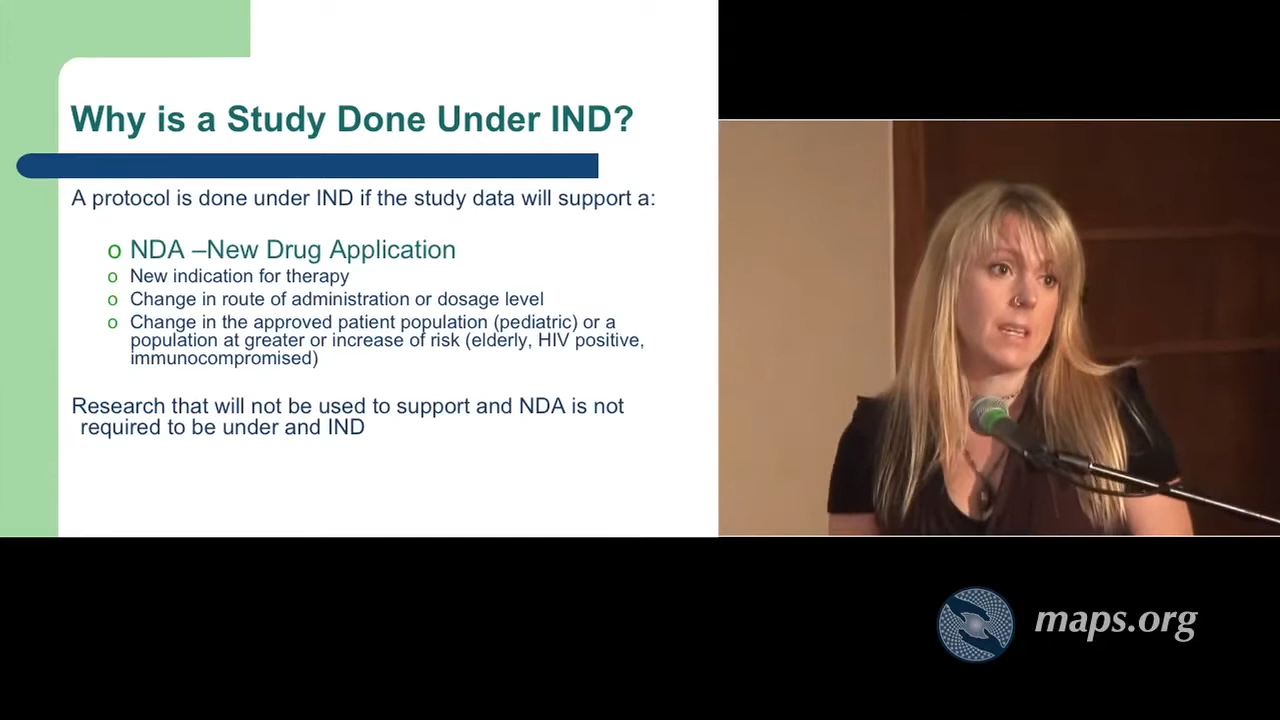 Why is a Study Done Under IND?
A protocol is done under IND if the study data will support a:
o NDA –New Drug Application
o New indication for therapy
o Change in route of administration or dosage level
o Change in the approved patient population (pediatric) or a
population at greater or increase of risk (elderly, HIV positive,
immunocompromised)
Research that will not be used to support and NDA is not
required to be under and IND
maps.org